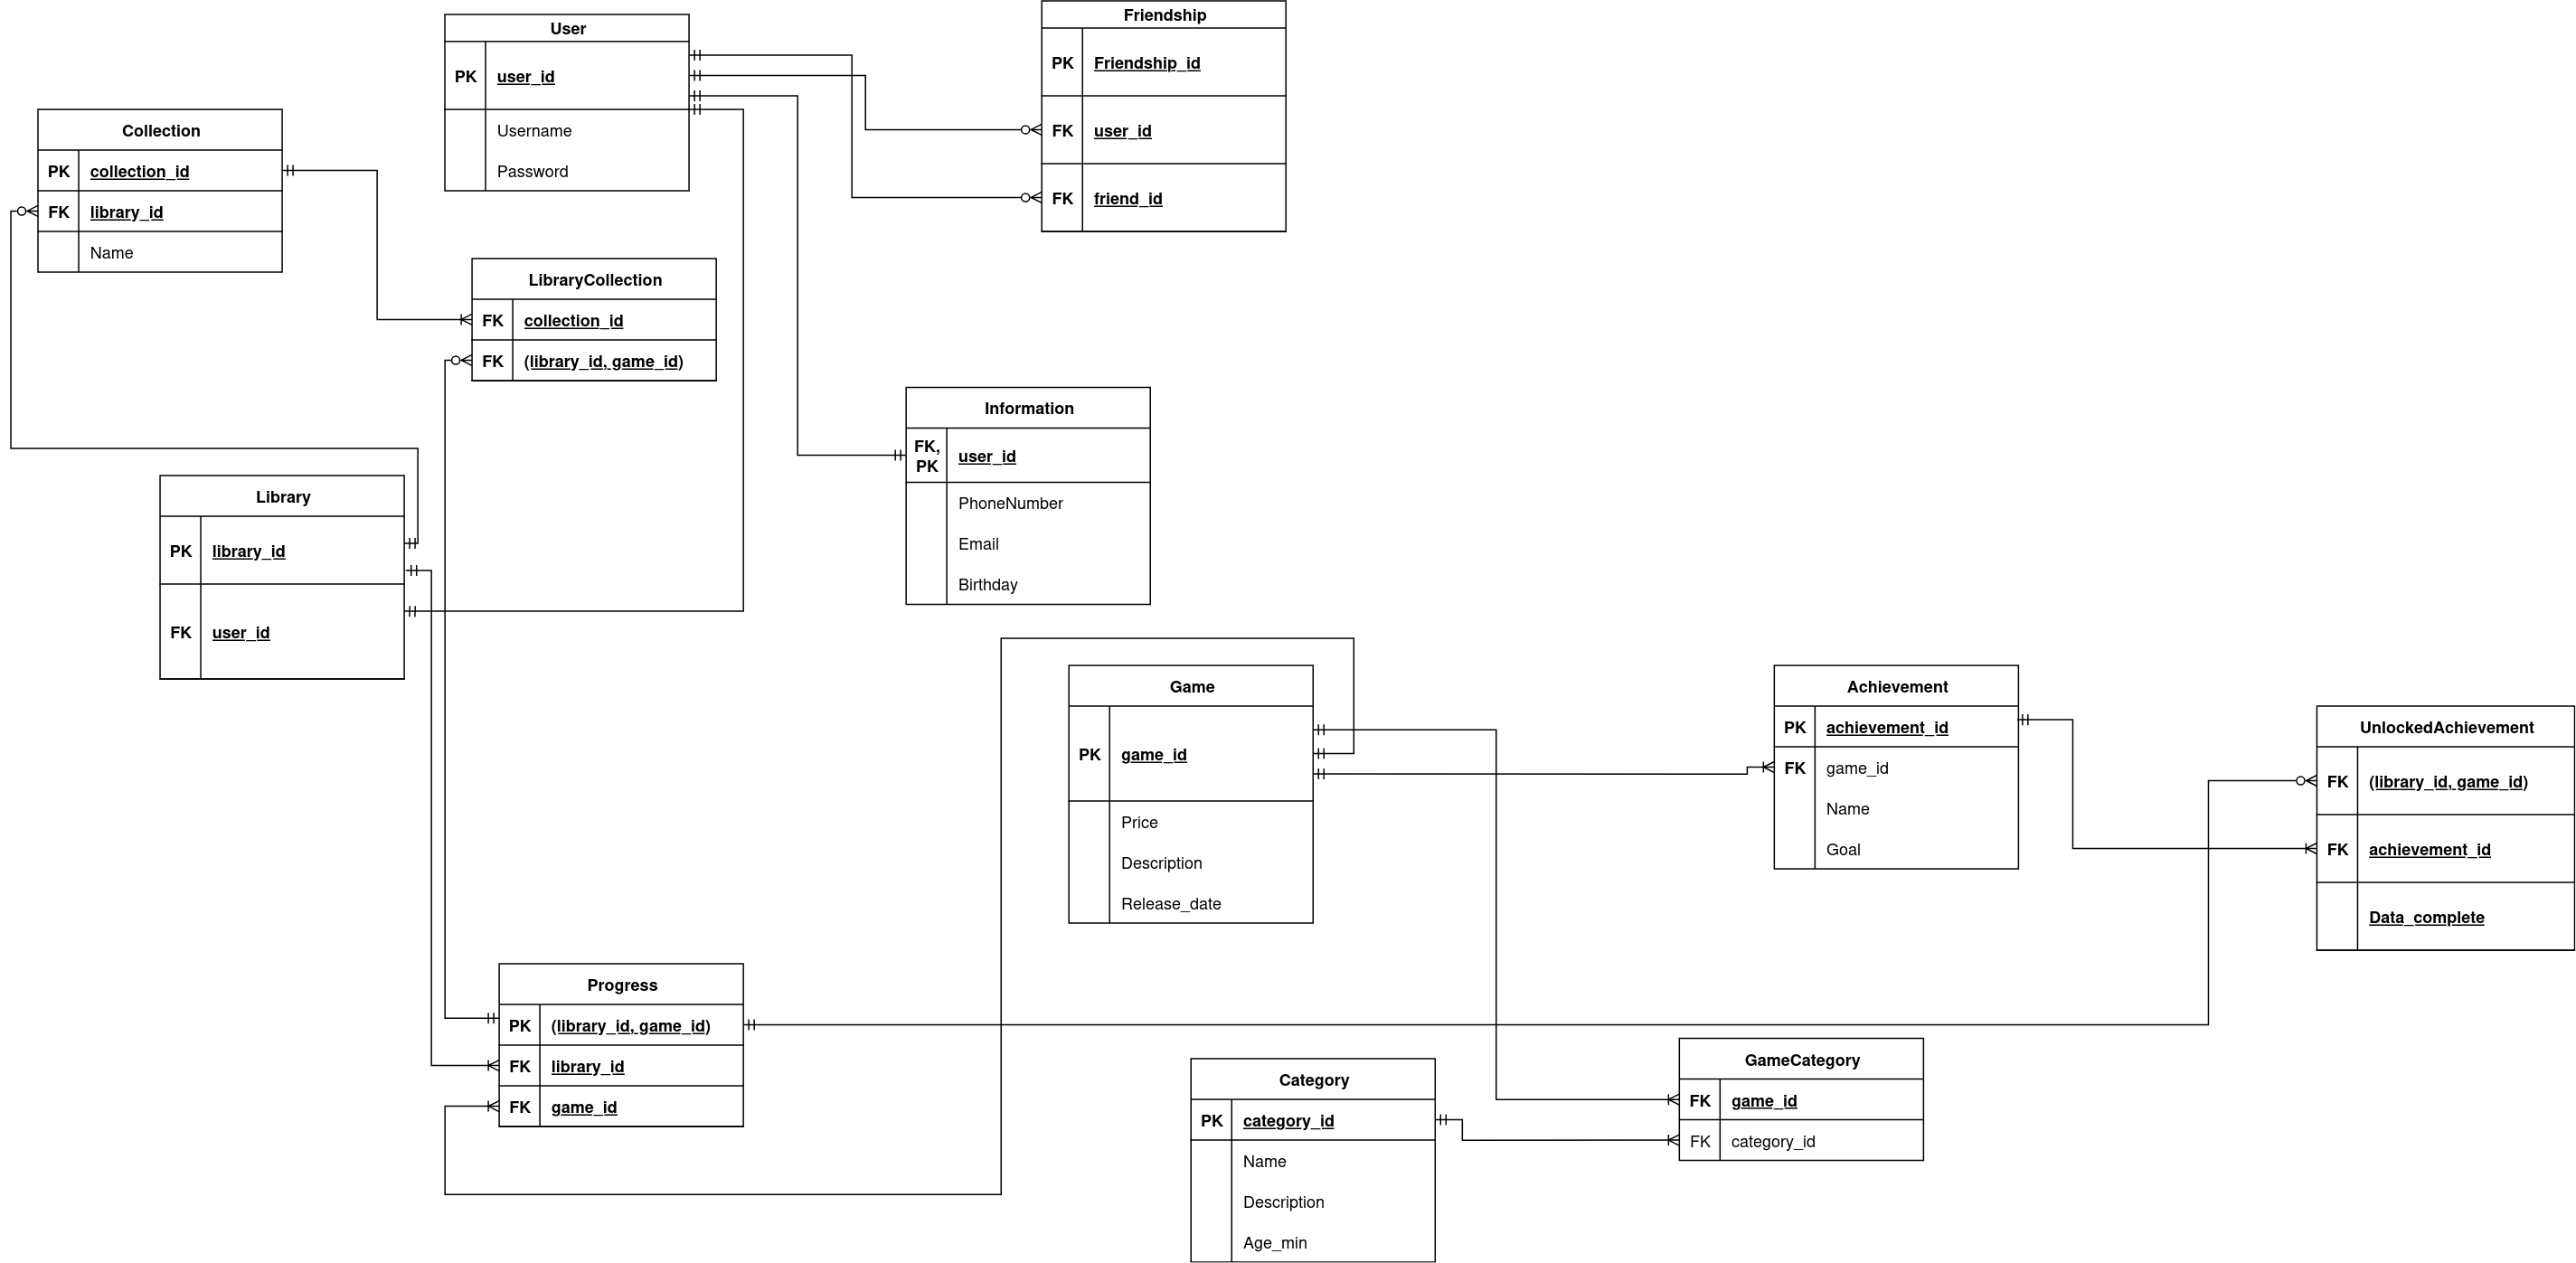 User
PK
user_id
Username
Password
Friendship
PK
Friendship_id
FK
user_id
FK
friend_id
Collection
PK
collection_id
FK
library_id
Name
LibraryCollection
FK
collection_id
FK
(library_id, game_id)
Information
FK,
PK
user_id
PhoneNumber
Email
Birthday
Library
PK
library_id
FK
user_id
Game
PK
game_id
Price
Description
Release_date
Achievement
PK
achievement_id
FK
game_id
Name
Goal
UnlockedAchievement
FK
(library_id, game_id)
FK
achievement_id
Data_complete
Progress
PK
(library_id, game_id)
FK
library_id
FK
game_id
Category
PK
category_id
Name
Description
Age_min
GameCategory
FK
game_id
FK
category_id